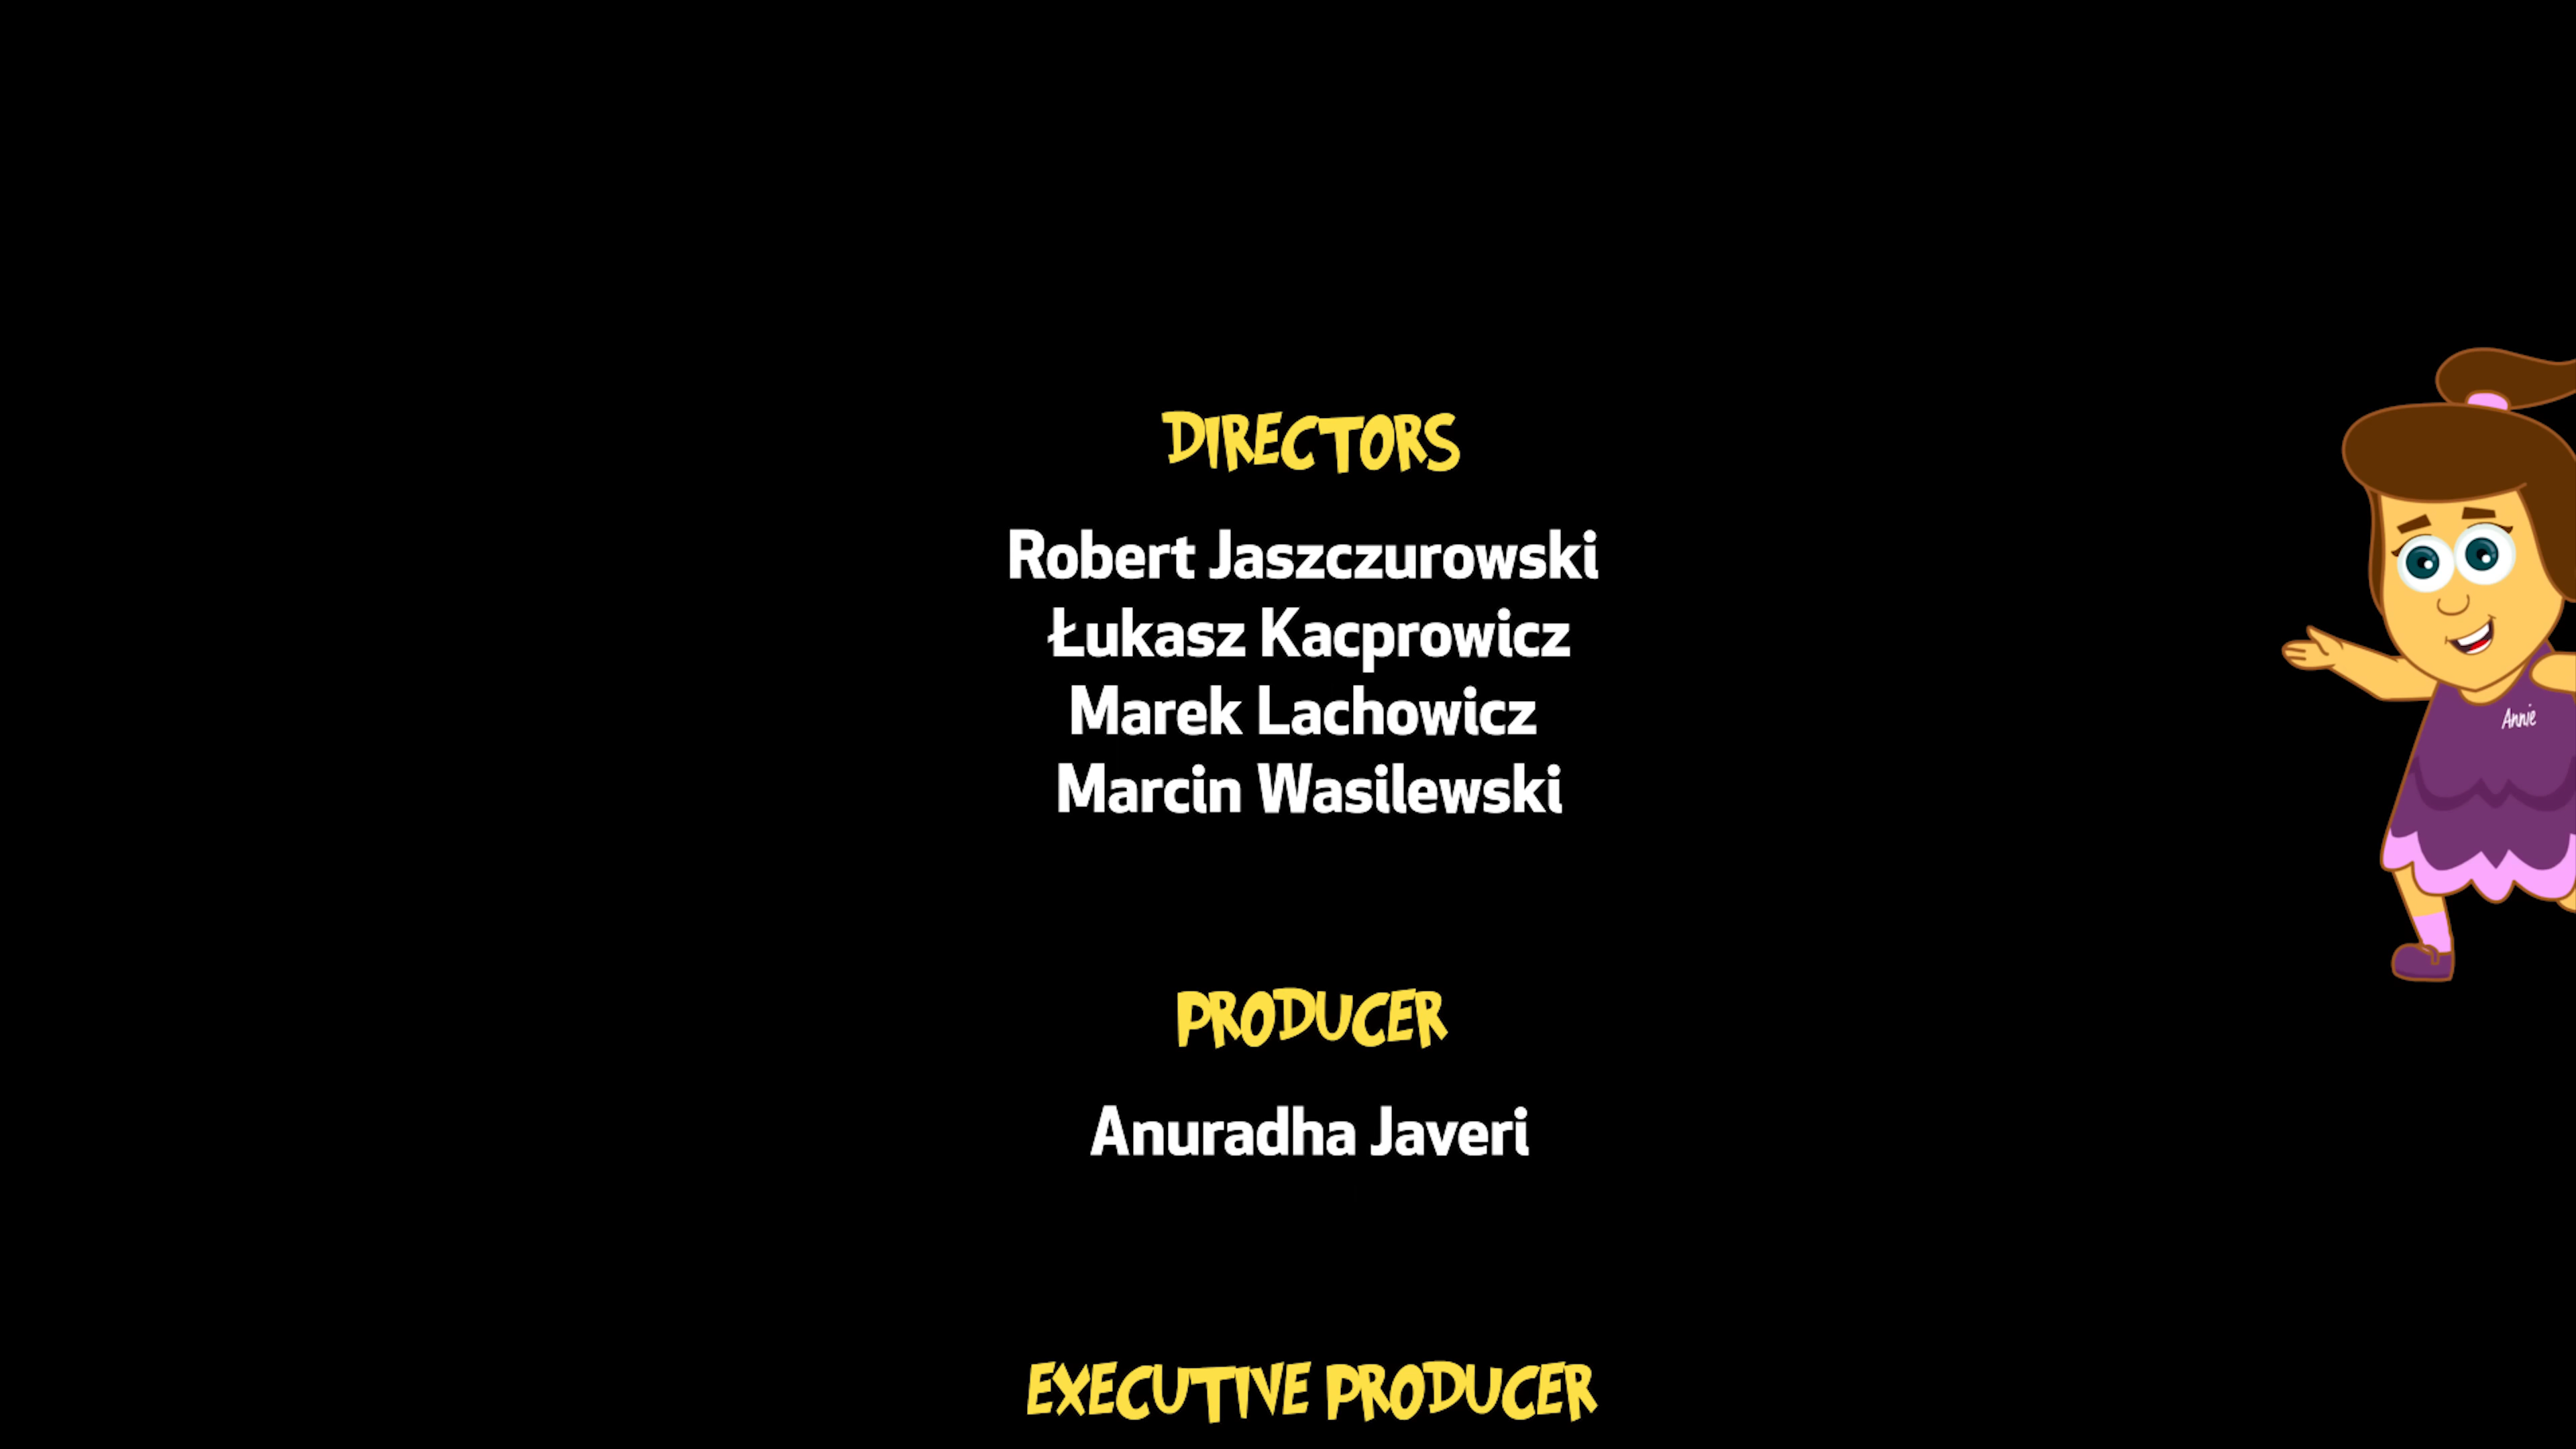 DIRECTORS
Robert Jaszczurowski
Łukasz Kacprowicz
Marek Lachowicz
Marcin Wasilewski
Annie
PRODUCER
Anuradha Javeri
EXECUTIVE PRODUCER